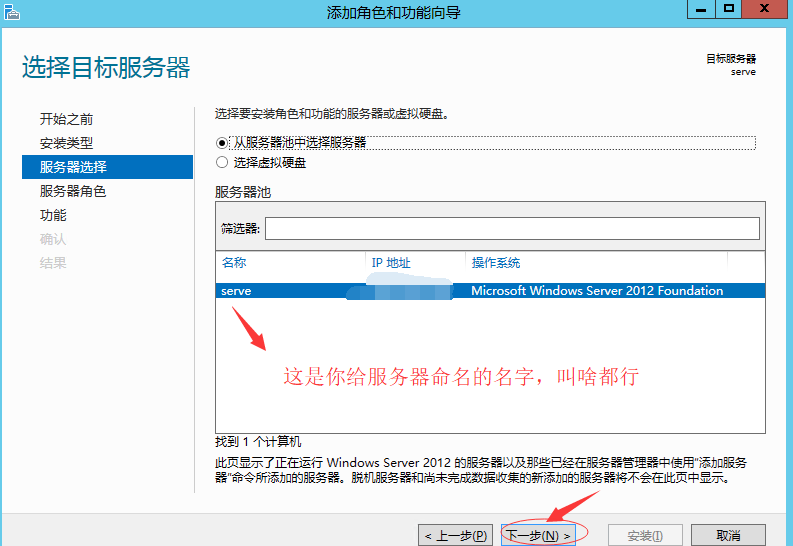 添加角色和功能向导
选择目标服务器
目标服务器
serve
开始之前
安装类型
服务器选择
服务器角色
功能
确认
结果
选择要安装角色和功能的服务器或虚拟硬盘。
从服务器池中选择服务器
选择虚拟硬盘
服务器池
筛选器:
名称 IP 地址 操作系统
serve Microsoft Windows Server 2012 Foundation
这是你给服务器命名的名字，叫啥都行
找到 1 个计算机
此页显示了正在运行 Windows Server 2012 的服务器以及那些已经在服务器管理器中使用"添加服务
器"命令所添加的服务器。脱机服务器和尚未完成数据收集的新添加的服务器将不会在此页中显示。
< 上一步(P) 下一步(N) > 安装(I) 取消